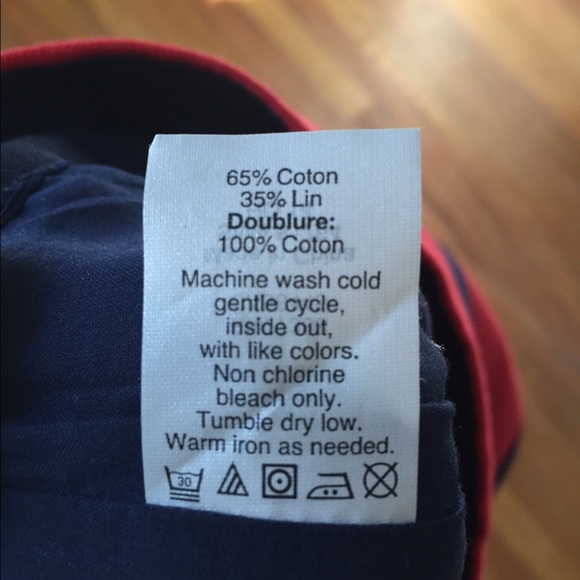 65% Coton
35% Lin
Doublure:
100% Coton
Machine wash cold
gentle cycle,
inside out,
with like colors.
Non chlorine
bleach only.
Tumble dry low.
Warm iron as needed.
30